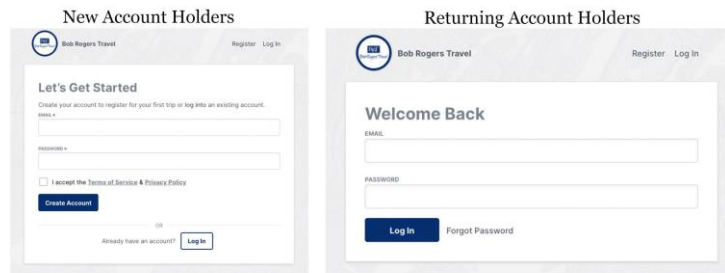 New Account Holders
Bob Rogers Travel
Register Log In
Let's Get Started
Create your account to register for your first trip or log into an existing account.
EMAIL *
PASSWORD *
I accept the Terms of Service & Privacy Policy
Create Account
OR
Already have an account? Log In
Returning Account Holders
Bob Rogers Travel
Register Log In
Welcome Back
EMAIL
PASSWORD
Log In Forgot Password